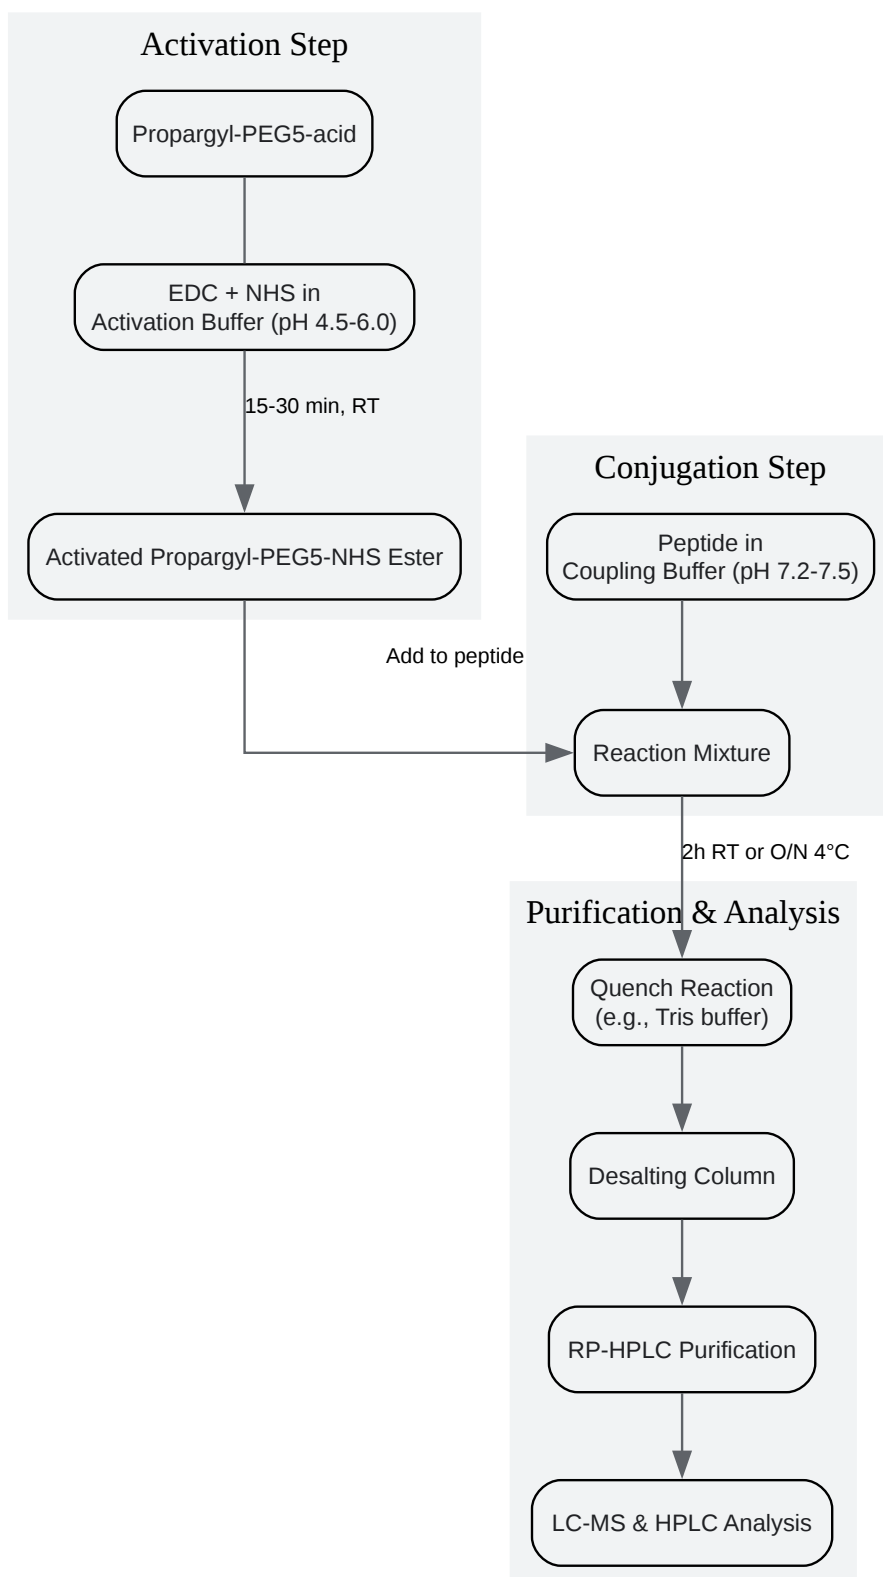 Activation Step
Propargyl-PEG5-acid
EDC + NHS in
Activation Buffer (pH 4.5-6.0)
15-30 min, RT
Activated Propargyl-PEG5-NHS Ester
Conjugation Step
Peptide in
Coupling Buffer (pH 7.2-7.5)
Add to peptide
Reaction Mixture
2h RT or O/N 4°C
Purification & Analysis
Quench Reaction
(e.g., Tris buffer)
Desalting Column
RP-HPLC Purification
LC-MS & HPLC Analysis